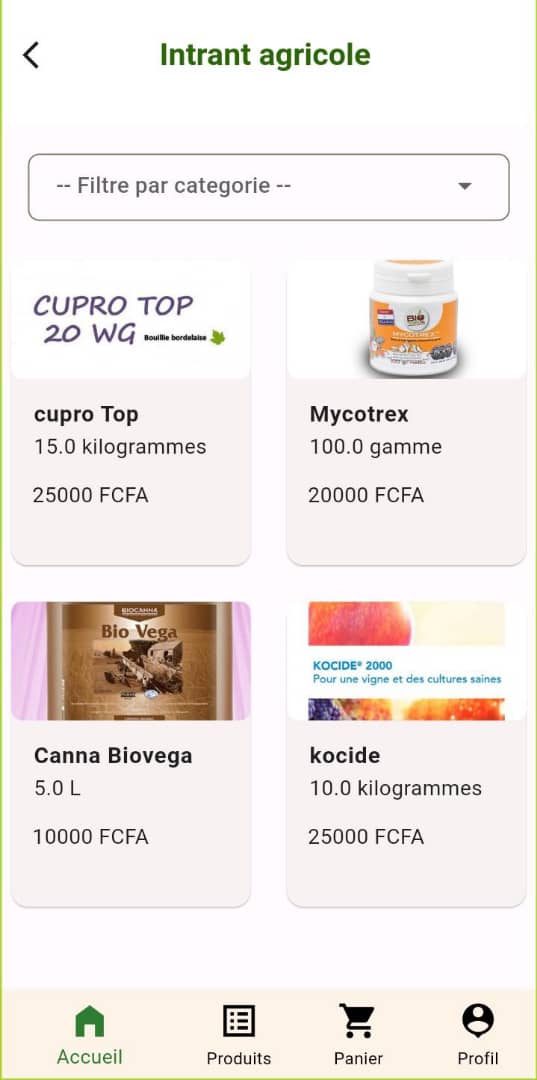 Intrant agricole
-- Filtre par categorie --
CUPRO TOP
20 WG Bouillie bordelaise
BIO
MYCOTREX
cupro Top
15.0 kilogrammes
25000 FCFA
Mycotrex
100.0 gamme
20000 FCFA
BIOCANNA
Bio Vega
KOCIDE® 2000
Pour une vigne et des cultures saines
Canna Biovega
5.0 L
10000 FCFA
kocide
10.0 kilogrammes
25000 FCFA
Accueil
Produits
Panier
Profil